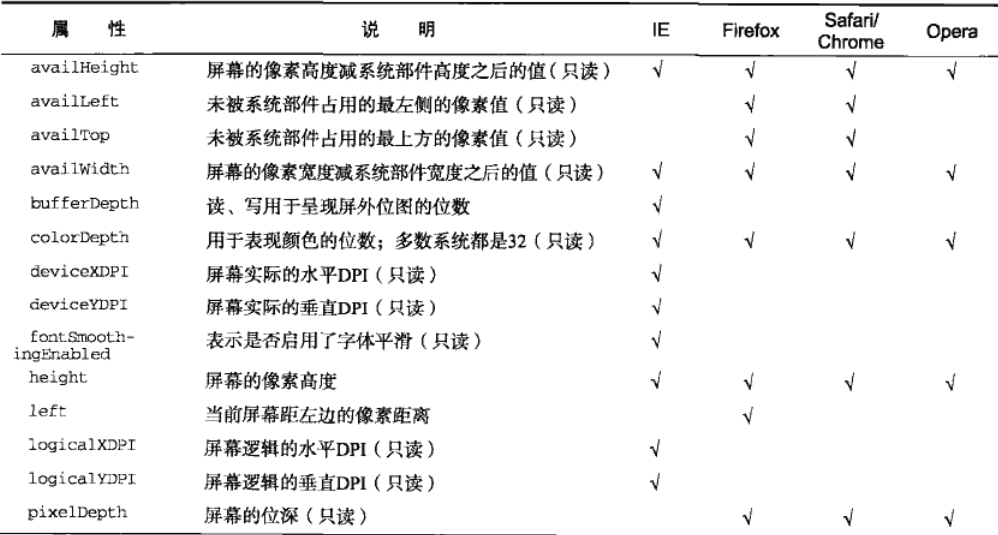 属 性 说 明 IE Firefox Safari/Chrome Opera
availHeight 屏幕的像素高度减系统部件高度之后的值（只读） √ √ √ √
availLeft 未被系统部件占用的最左侧的像素值（只读） √ √
availTop 未被系统部件占用的最上方的像素值（只读） √ √
availWidth 屏幕的像素宽度减系统部件宽度之后的值（只读） √ √ √ √
bufferDepth 读、写用于呈现屏外位图的位数 √
colorDepth 用于表现颜色的位数；多数系统都是32（只读） √ √ √ √
deviceXDPI 屏幕实际的水平DPI（只读） √
deviceYDPI 屏幕实际的垂直DPI（只读） √
fontSmooth-
ingEnabled 表示是否启用了字体平滑（只读） √
height 屏幕的像素高度 √ √ √ √
left 当前屏幕距左边的像素距离 √
logicalXDPI 屏幕逻辑的水平DPI（只读） √
logicalYDPI 屏幕逻辑的垂直DPI（只读） √
pixelDepth 屏幕的位深（只读） √ √ √